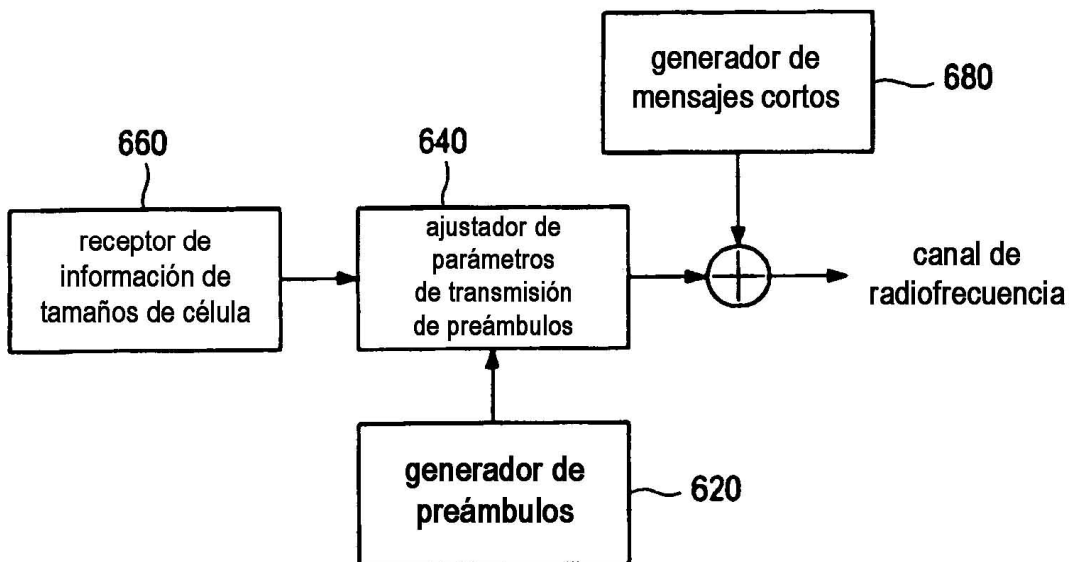 generador de
mensajes cortos
680
660
640
receptor de
información de
tamaños de célula
ajustador de
parámetros
de transmisión
de preámbulos
canal de
radiofrecuencia
generador de
preámbulos
620